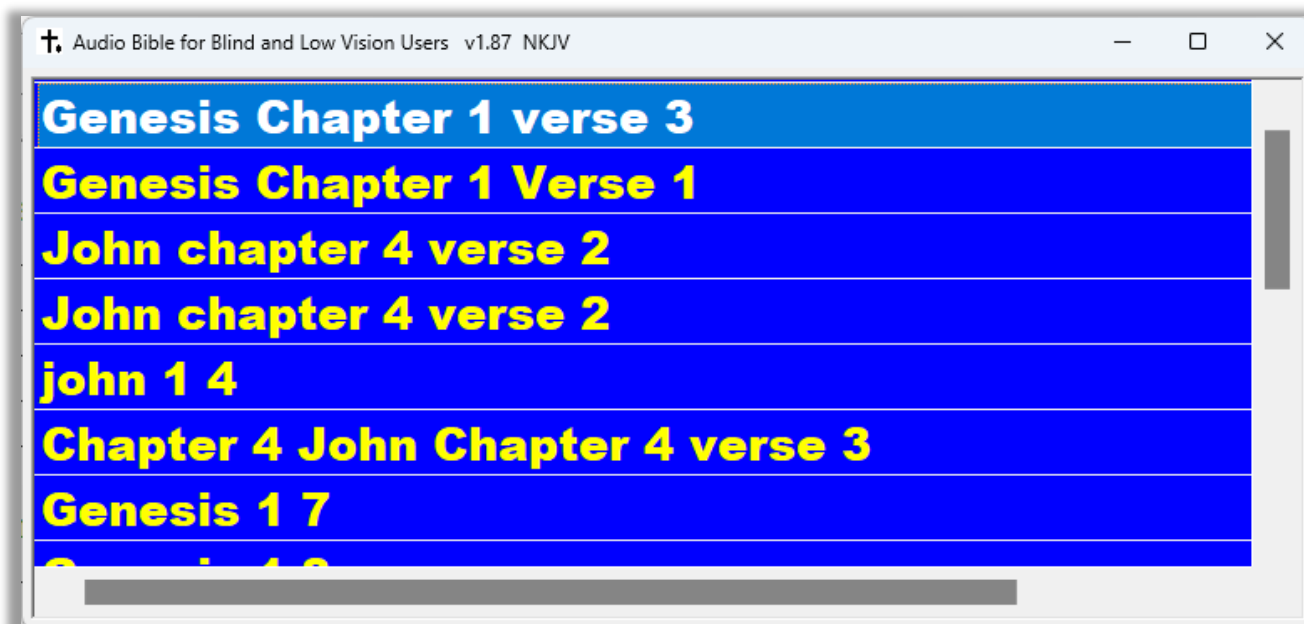 Audio Bible for Blind and Low Vision Users v1.87 NKJV
Genesis Chapter 1 verse 3
Genesis Chapter 1 Verse 1
John chapter 4 verse 2
John chapter 4 verse 2
john 1 4
Chapter 4 John Chapter 4 verse 3
Genesis 1 7